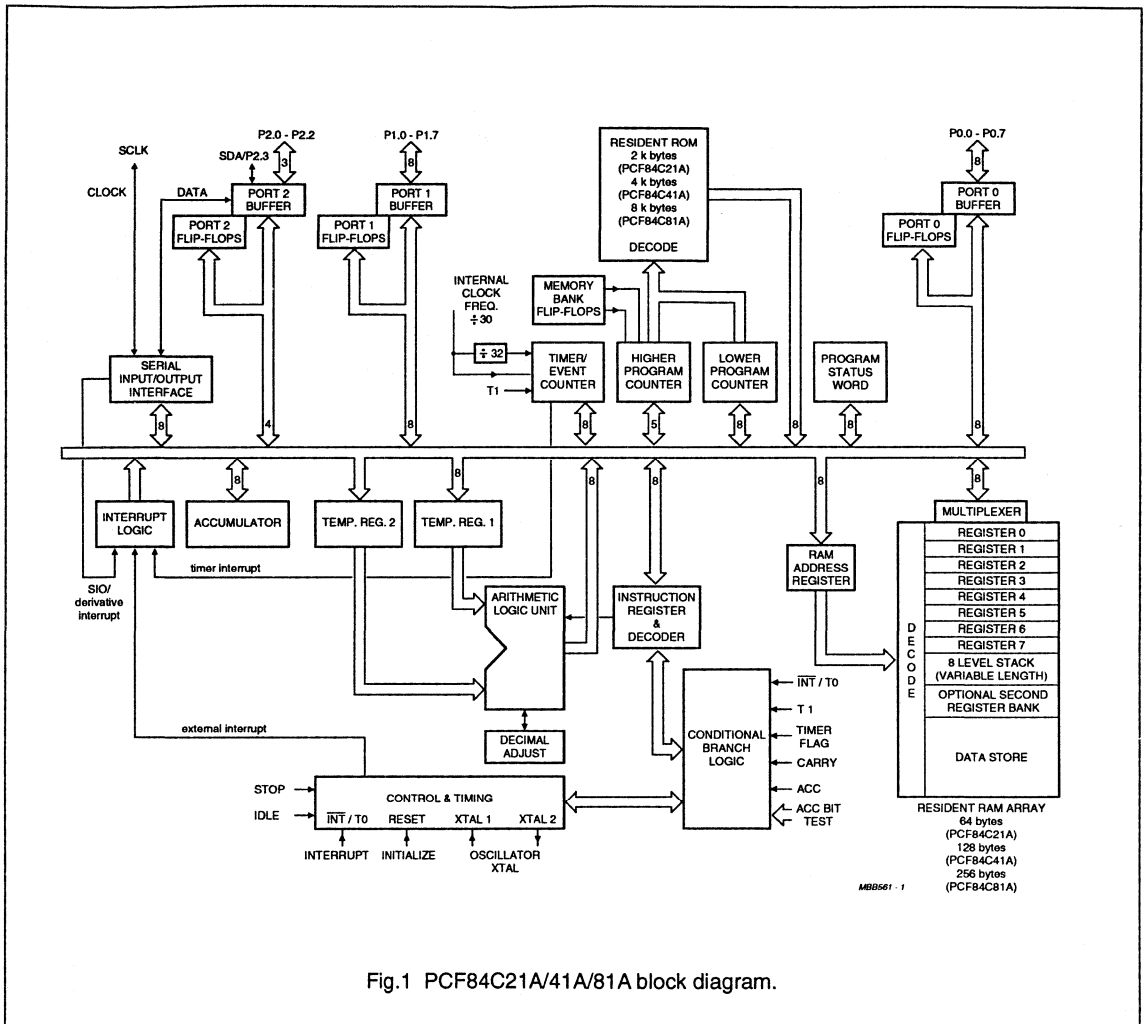 P2.0 - P2.2
P1.0 - P1.7
P0.0 - P0.7
SCLK
SDA/P2.3
3
8
8
CLOCK
DATA
PORT 2
BUFFER
PORT 2
FLIP-FLOPS
PORT 1
BUFFER
PORT 1
FLIP-FLOPS
RESIDENT ROM
2 k bytes
(PCF84C21A)
4 k bytes
(PCF84C41A)
8 k bytes
(PCF84C81A)
DECODE
PORT 0
BUFFER
PORT 0
FLIP-FLOPS
INTERNAL
CLOCK
FREQ.
÷30
MEMORY
BANK
FLIP-FLOPS
÷ 32
T1
SERIAL
INPUT/OUTPUT
INTERFACE
TIMER/
EVENT
COUNTER
HIGHER
PROGRAM
COUNTER
LOWER
PROGRAM
COUNTER
PROGRAM
STATUS
WORD
8
4
8
8
5
8
8
8
8
8
8
8
8
8
8
INTERRUPT
LOGIC
ACCUMULATOR
TEMP. REG. 2
TEMP. REG. 1
SIO/
derivative
interrupt
timer interrupt
ARITHMETIC
LOGIC UNIT
INSTRUCTION
REGISTER
&
DECODER
RAM
ADDRESS
REGISTER
MULTIPLEXER
DECODE
REGISTER 0
REGISTER 1
REGISTER 2
REGISTER 3
REGISTER 4
REGISTER 5
REGISTER 6
REGISTER 7
8 LEVEL STACK
(VARIABLE LENGTH)
OPTIONAL SECOND
REGISTER BANK
DATA STORE
RESIDENT RAM ARRAY
64 bytes
(PCF84C21A)
128 bytes
(PCF84C41A)
256 bytes
(PCF84C81A)
external interrupt
DECIMAL
ADJUST
CONDITIONAL
BRANCH
LOGIC
INT / T0
T 1
TIMER
FLAG
CARRY
ACC
ACC BIT
TEST
STOP
IDLE
CONTROL & TIMING
INT / T0 RESET XTAL 1 XTAL 2
INTERRUPT INITIALIZE OSCILLATOR
XTAL
MBB561 - 1
Fig.1 PCF84C21A/41A/81A block diagram.